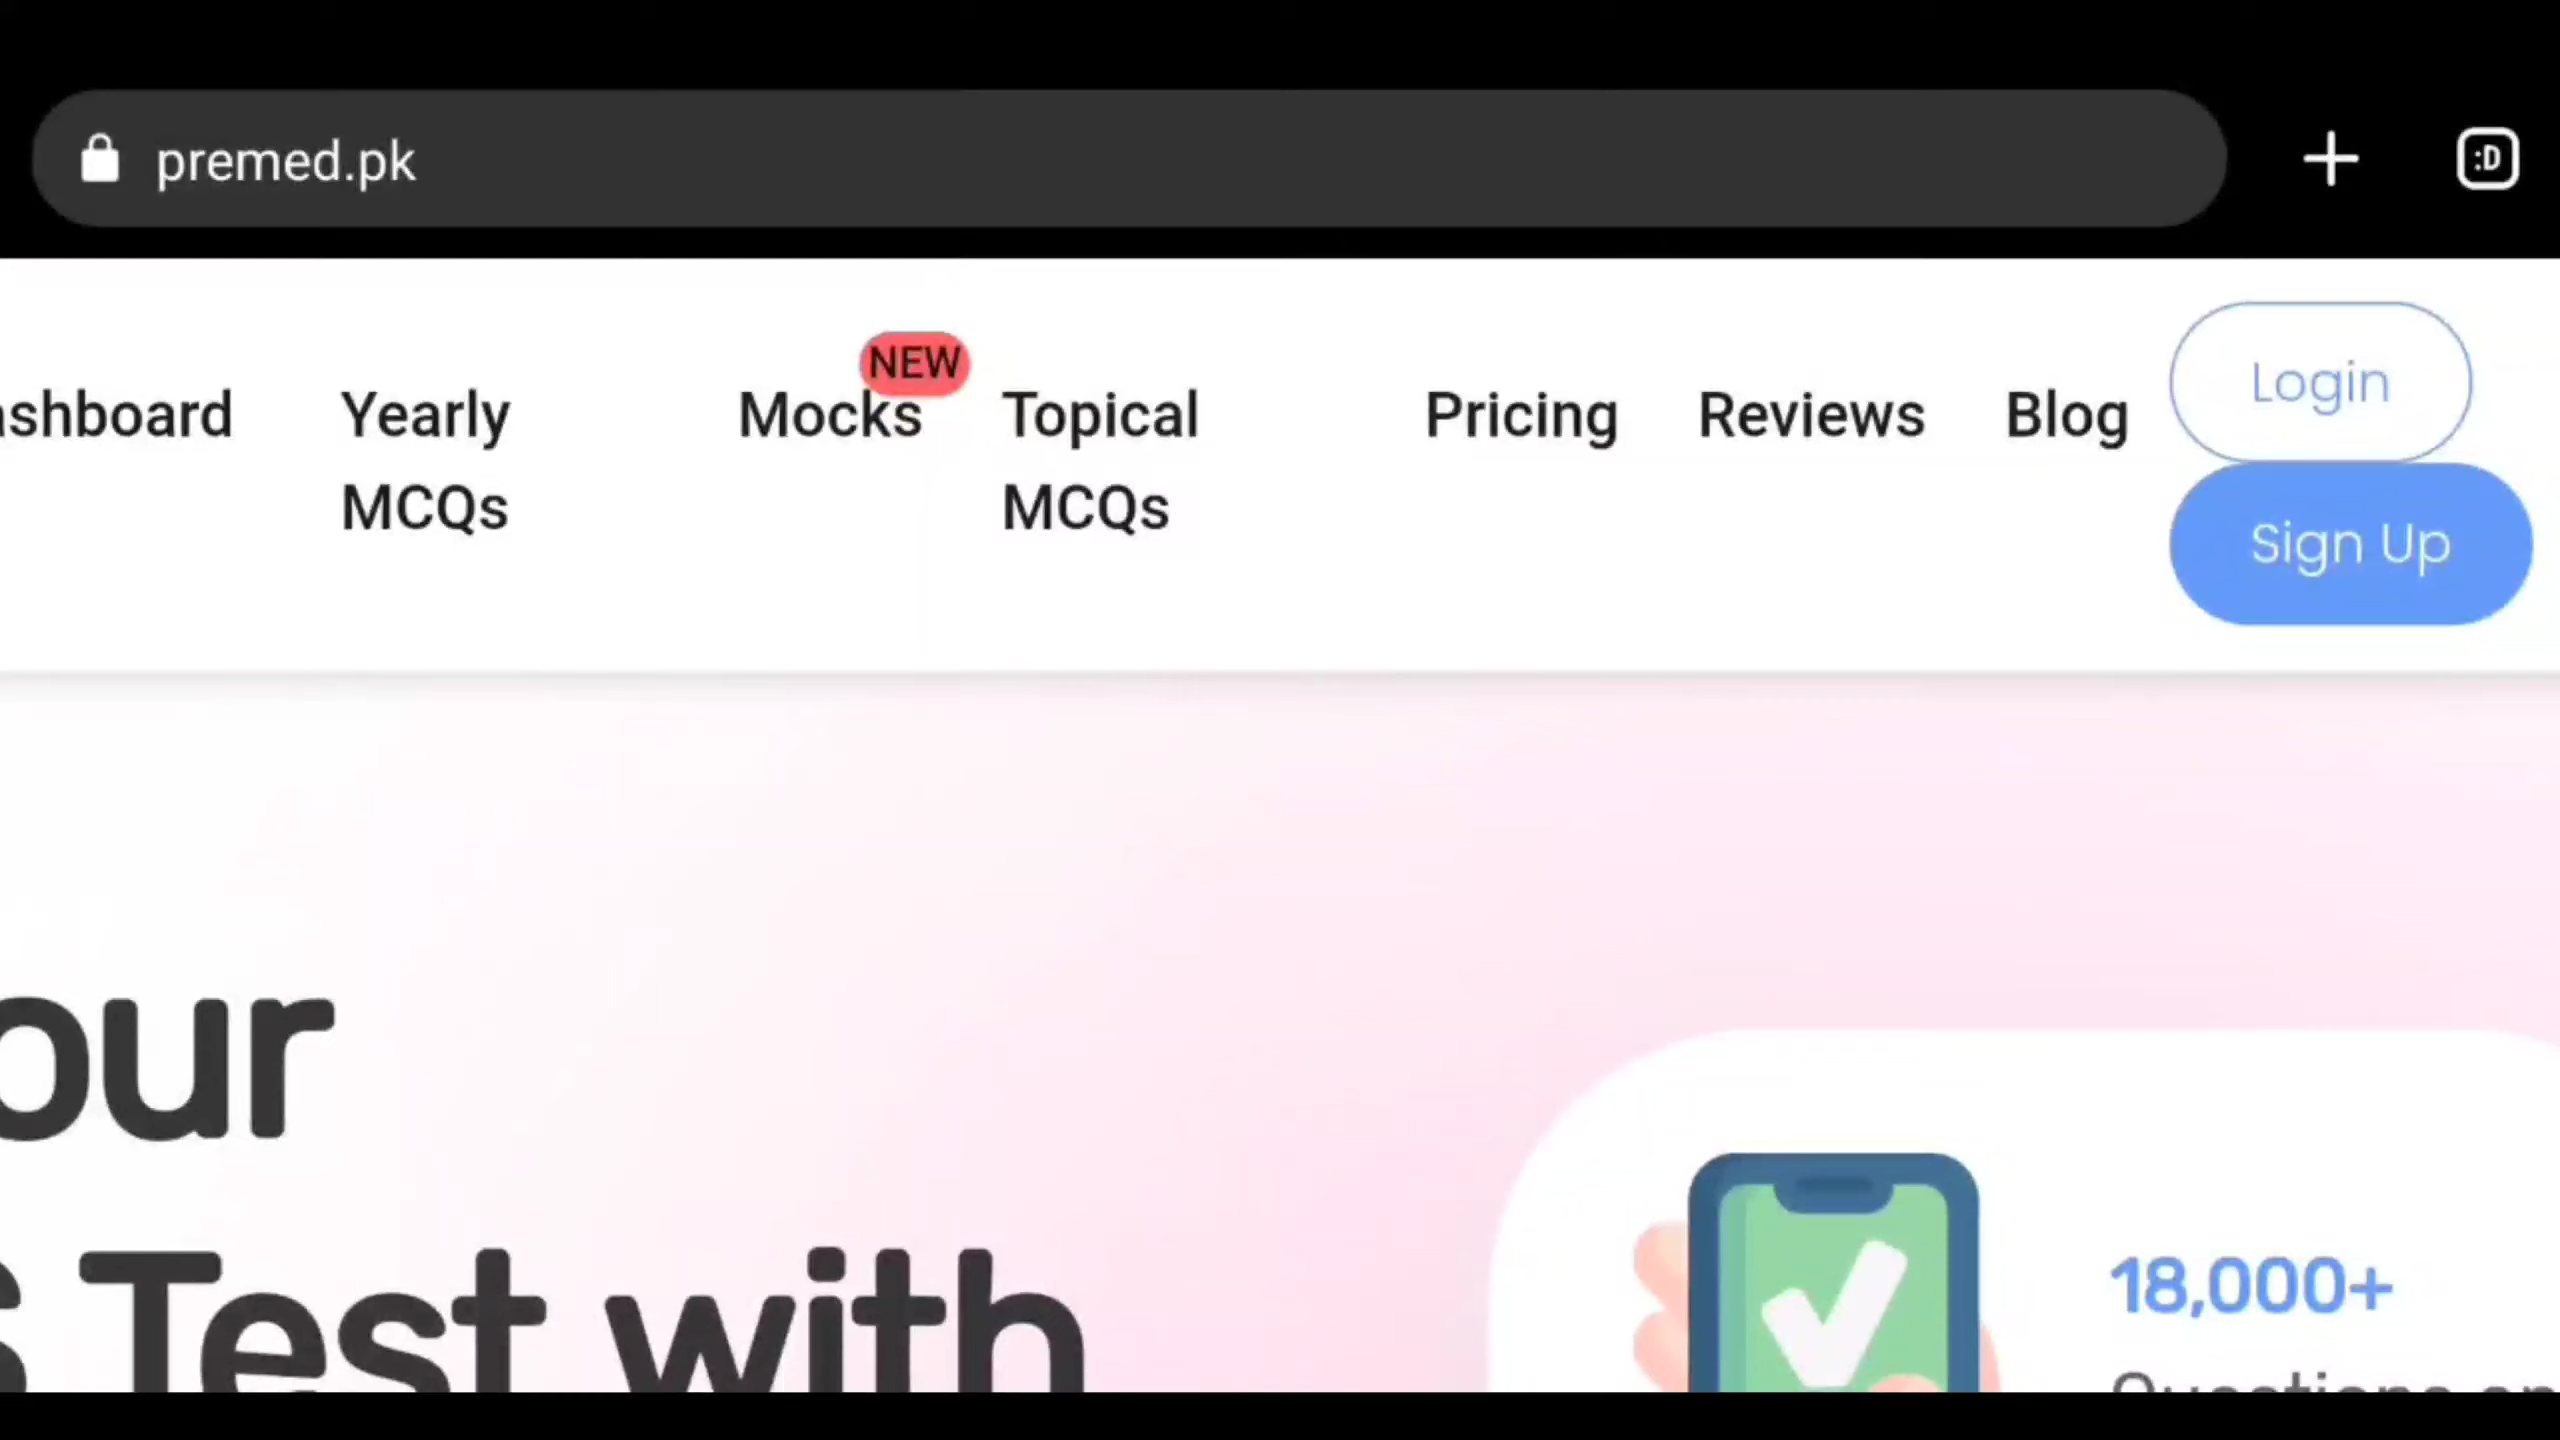 premed.pk
:D
ashboard
Yearly
MCQs
NEW
Mocks
Topical
MCQs
Pricing
Reviews
Blog
Login
Sign Up
our
Test with
18,000+
Questions